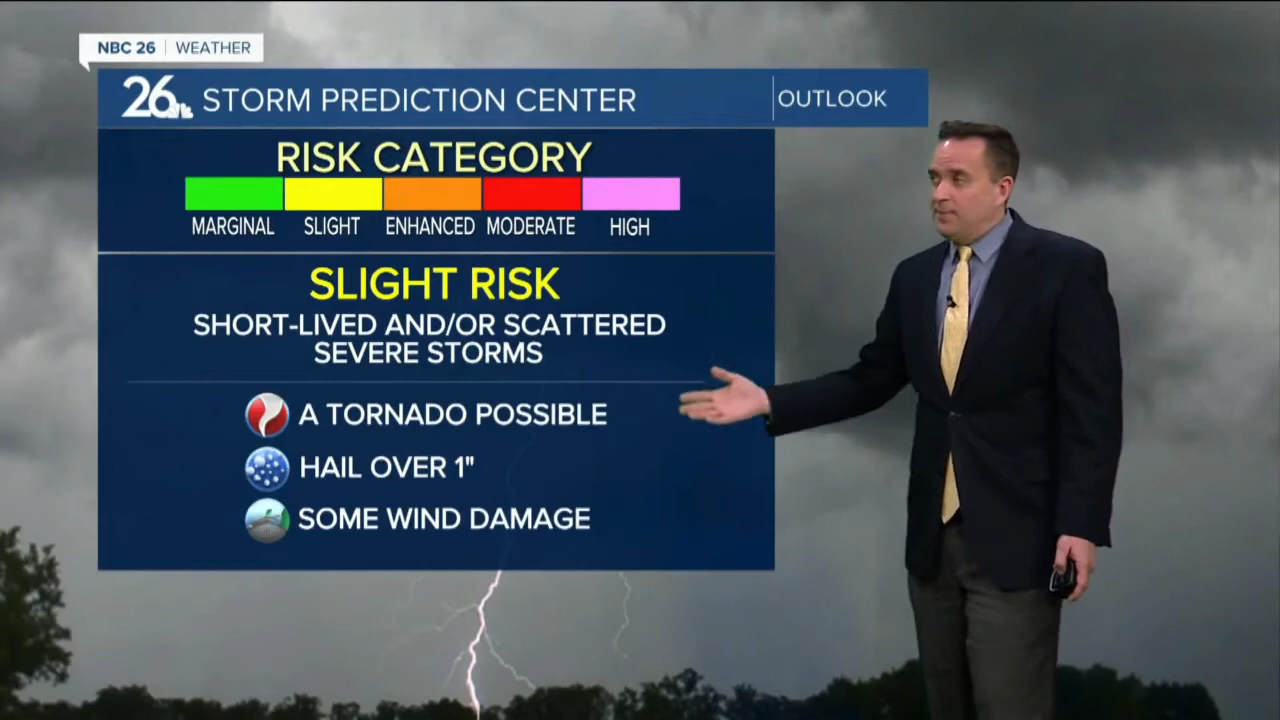 NBC 26 | WEATHER
26 STORM PREDICTION CENTER
OUTLOOK
RISK CATEGORY
MARGINAL SLIGHT ENHANCED MODERATE HIGH
SLIGHT RISK
SHORT-LIVED AND/OR SCATTERED
SEVERE STORMS
A TORNADO POSSIBLE
HAIL OVER 1"
SOME WIND DAMAGE